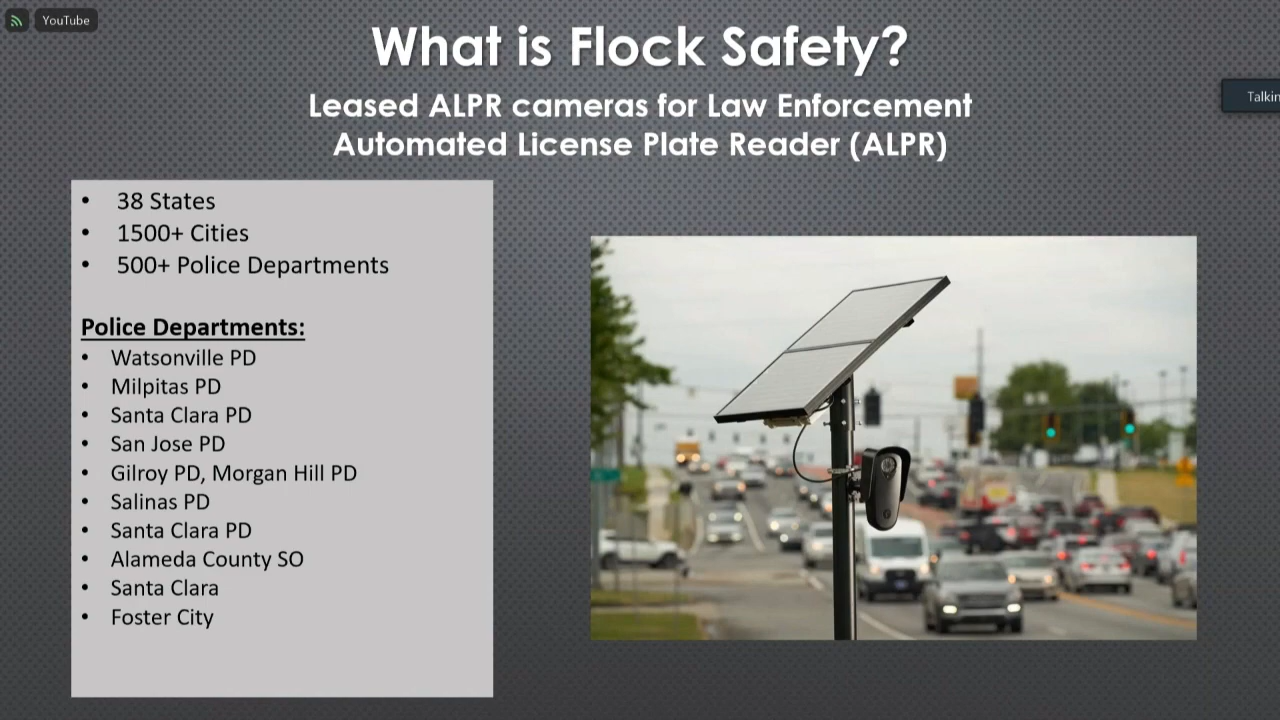 YouTube
What is Flock Safety?
Talkin
Leased ALPR cameras for Law Enforcement
Automated License Plate Reader (ALPR)
• 38 States
• 1500+ Cities
• 500+ Police Departments
Police Departments:
• Watsonville PD
• Milpitas PD
• Santa Clara PD
• San Jose PD
• Gilroy PD, Morgan Hill PD
• Salinas PD
• Santa Clara PD
• Alameda County SO
• Santa Clara
• Foster City